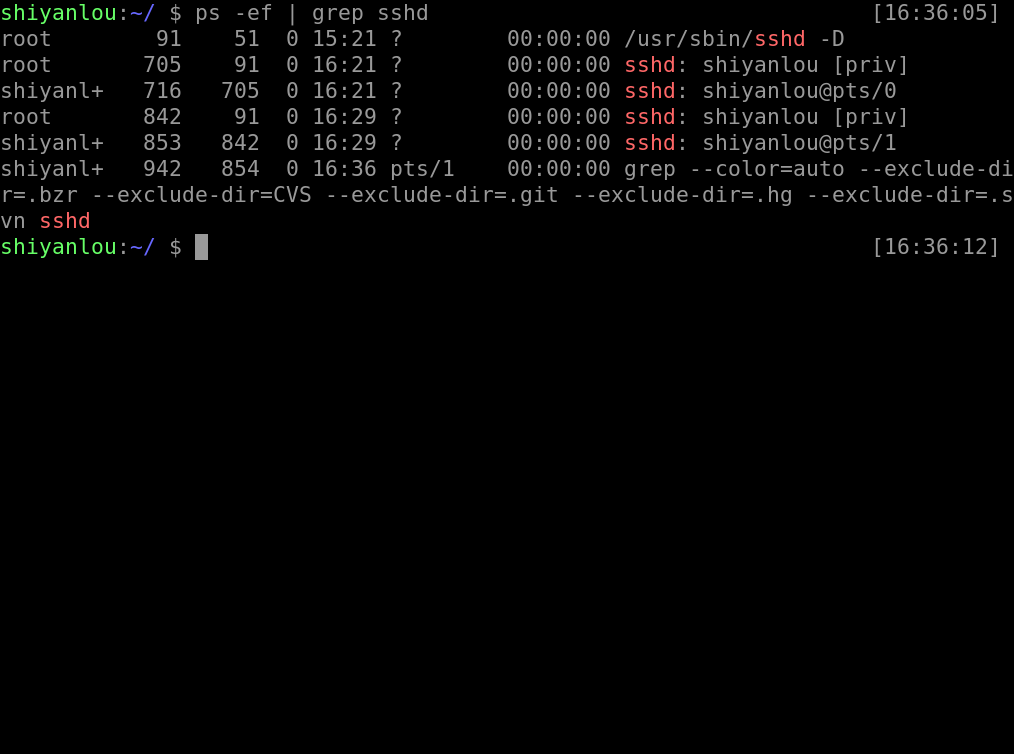 shiyanlou:~/ $ ps -ef | grep sshd                                  [16:36:05]
root        91    51  0 15:21 ?        00:00:00 /usr/sbin/sshd -D
root       705    91  0 16:21 ?        00:00:00 sshd: shiyanlou [priv]
shiyanl+   716   705  0 16:21 ?        00:00:00 sshd: shiyanlou@pts/0
root       842    91  0 16:29 ?        00:00:00 sshd: shiyanlou [priv]
shiyanl+   853   842  0 16:29 ?        00:00:00 sshd: shiyanlou@pts/1
shiyanl+   942   854  0 16:36 pts/1    00:00:00 grep --color=auto --exclude-di
r=.bzr --exclude-dir=CVS --exclude-dir=.git --exclude-dir=.hg --exclude-dir=.s
vn sshd
shiyanlou:~/ $                                                     [16:36:12]